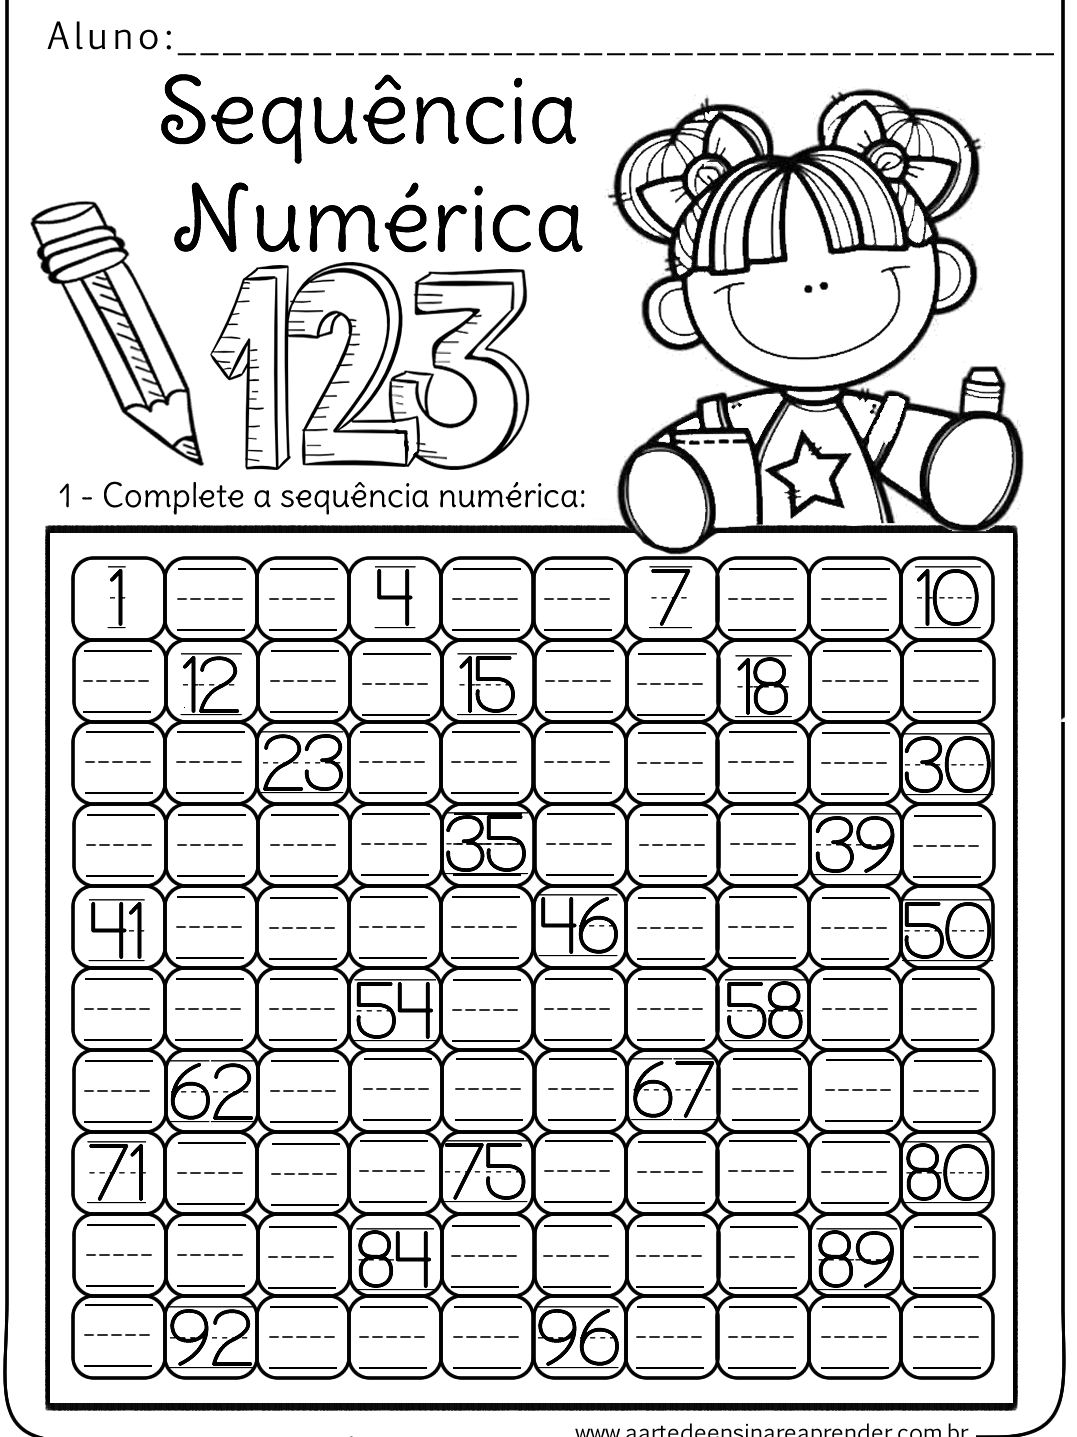 Aluno:
Sequência
Numérica
123
1 - Complete a sequência numérica:
1 4 7 10
12 15 18
23 30
35 39
41 46 50
54 58
62 67
71 75 80
84 89
92 96
www.aartedeensinareaprender.com.br